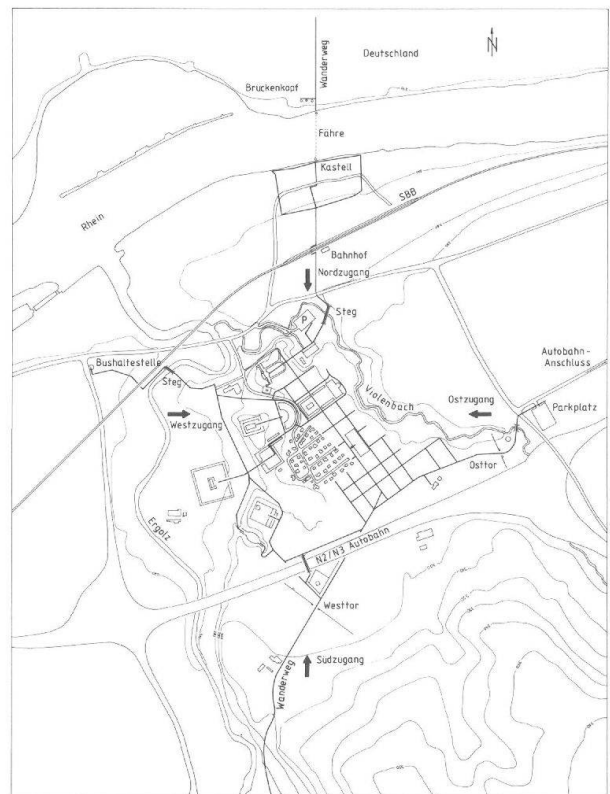 Wanderweg
Deutschland
N
Brückenkopf
Fähre
Kastell
Rhein
SBB
Bahnhof
Nordzugang
P
Steg
Bushaltestelle
Steg
Violenbach
Autobahn-
Anschluss
Ostzugang
Parkplatz
Westzugang
Osttor
Ergolz
N2/N3 Autobahn
Westtor
Südzugang
Wanderweg